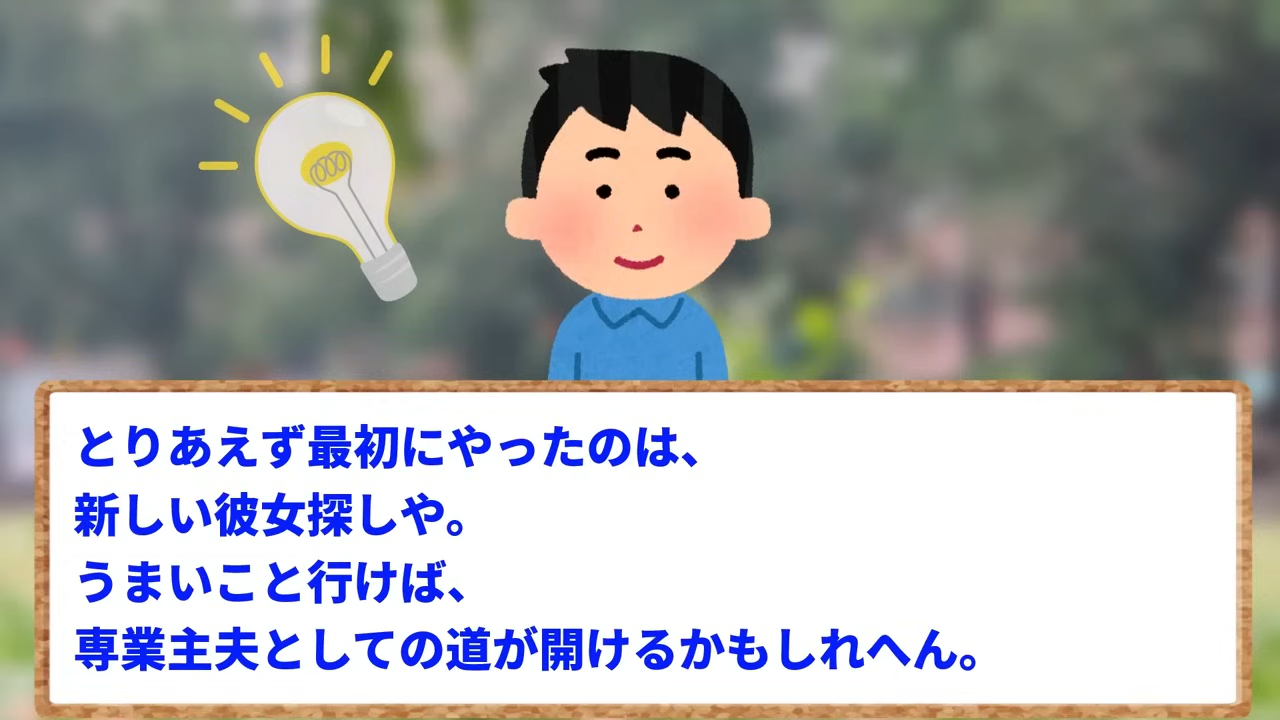 とりあえず最初にやったのは、
新しい彼女探しや。
うまいこと行けば、
専業主夫としての道が開けるかもしれへん。